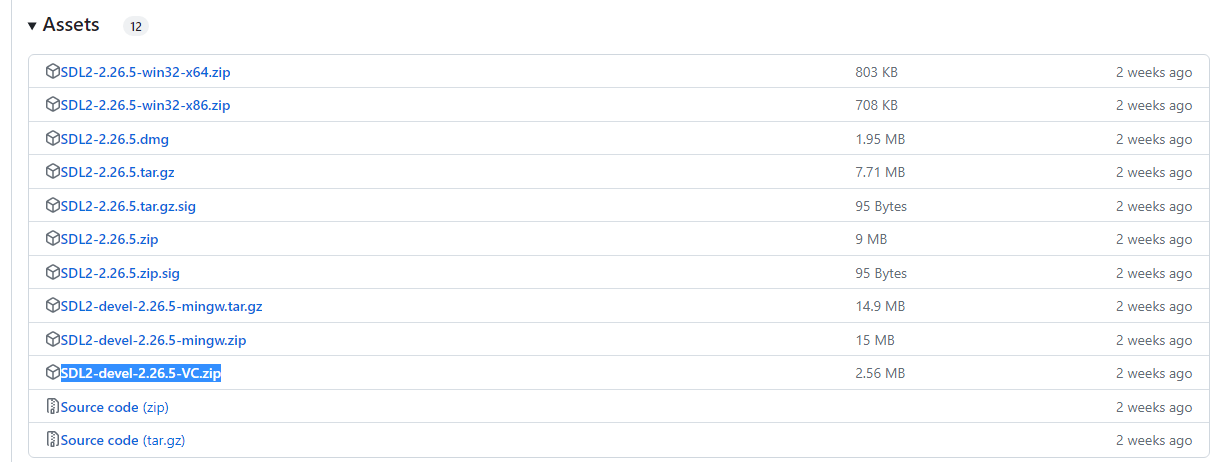 Assets 12
SDL2-2.26.5-win32-x64.zip 803 KB 2 weeks ago
SDL2-2.26.5-win32-x86.zip 708 KB 2 weeks ago
SDL2-2.26.5.dmg 1.95 MB 2 weeks ago
SDL2-2.26.5.tar.gz 7.71 MB 2 weeks ago
SDL2-2.26.5.tar.gz.sig 95 Bytes 2 weeks ago
SDL2-2.26.5.zip 9 MB 2 weeks ago
SDL2-2.26.5.zip.sig 95 Bytes 2 weeks ago
SDL2-devel-2.26.5-mingw.tar.gz 14.9 MB 2 weeks ago
SDL2-devel-2.26.5-mingw.zip 15 MB 2 weeks ago
SDL2-devel-2.26.5-VC.zip 2.56 MB 2 weeks ago
Source code (zip) 2 weeks ago
Source code (tar.gz) 2 weeks ago